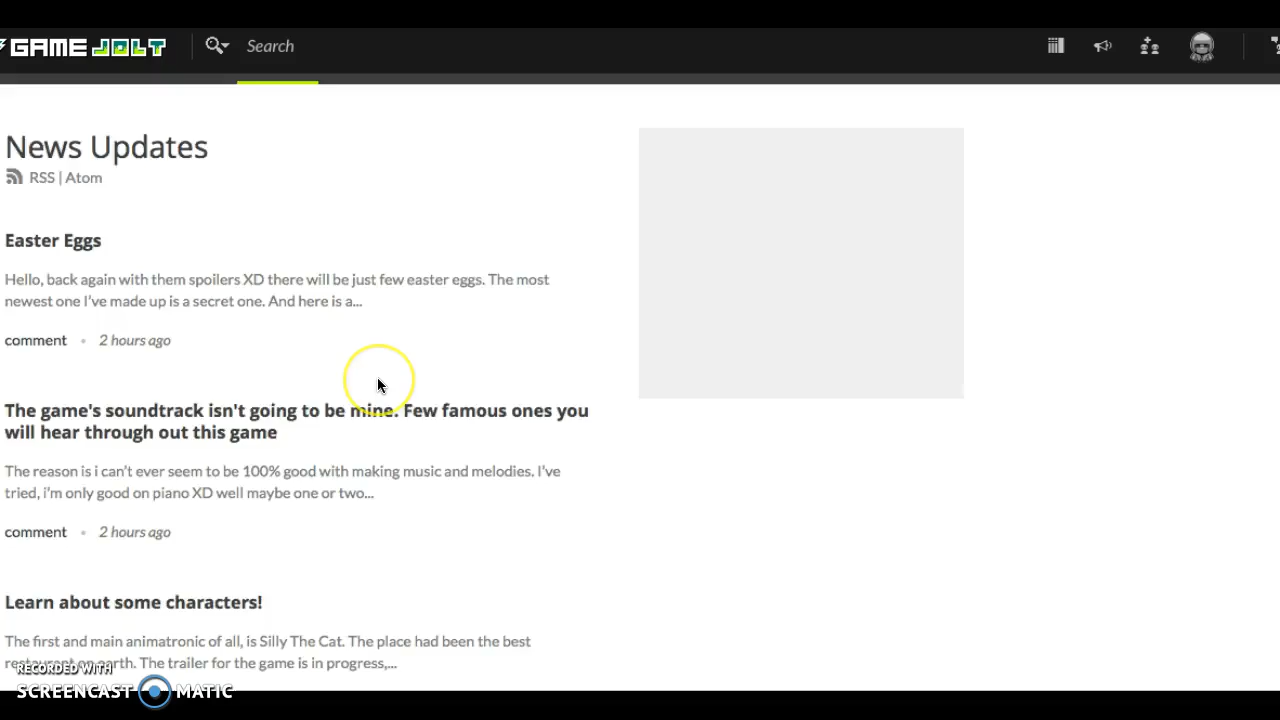 GAME JOLT
Search
News Updates
RSS | Atom
Easter Eggs
Hello, back again with them spoilers XD there will be just few easter eggs. The most
newest one I've made up is a secret one. And here is a...
comment • 2 hours ago
The game's soundtrack isn't going to be mine. Few famous ones you
will hear through out this game
The reason is i can't ever seem to be 100% good with making music and melodies. I've
tried, i'm only good on piano XD well maybe one or two...
comment • 2 hours ago
Learn about some characters!
The first and main animatronic of all, is Silly The Cat. The place had been the best
restaurant on earth. The trailer for the game is in progress,...
RECORDED WITH
SCREENCAST MATIC